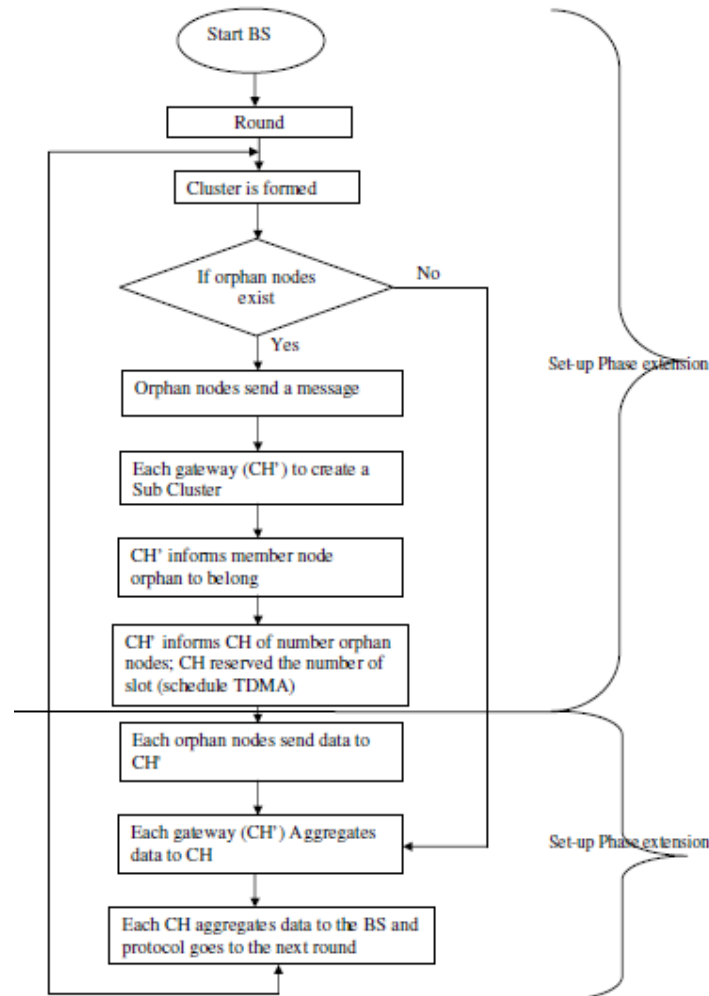 Start BS
Round
Cluster is formed
If orphan nodes
exist
No
Yes
Set-up Phase extension
Orphan nodes send a message
Each gateway (CH’) to create a
Sub Cluster
CH’ informs member node
orphan to belong
CH’ informs CH of number orphan
nodes; CH reserved the number of
slot (schedule TDMA)
Each orphan nodes send data to
CH’
Each gateway (CH’) Aggregates
data to CH
Set-up Phase extension
Each CH aggregates data to the BS and
protocol goes to the next round